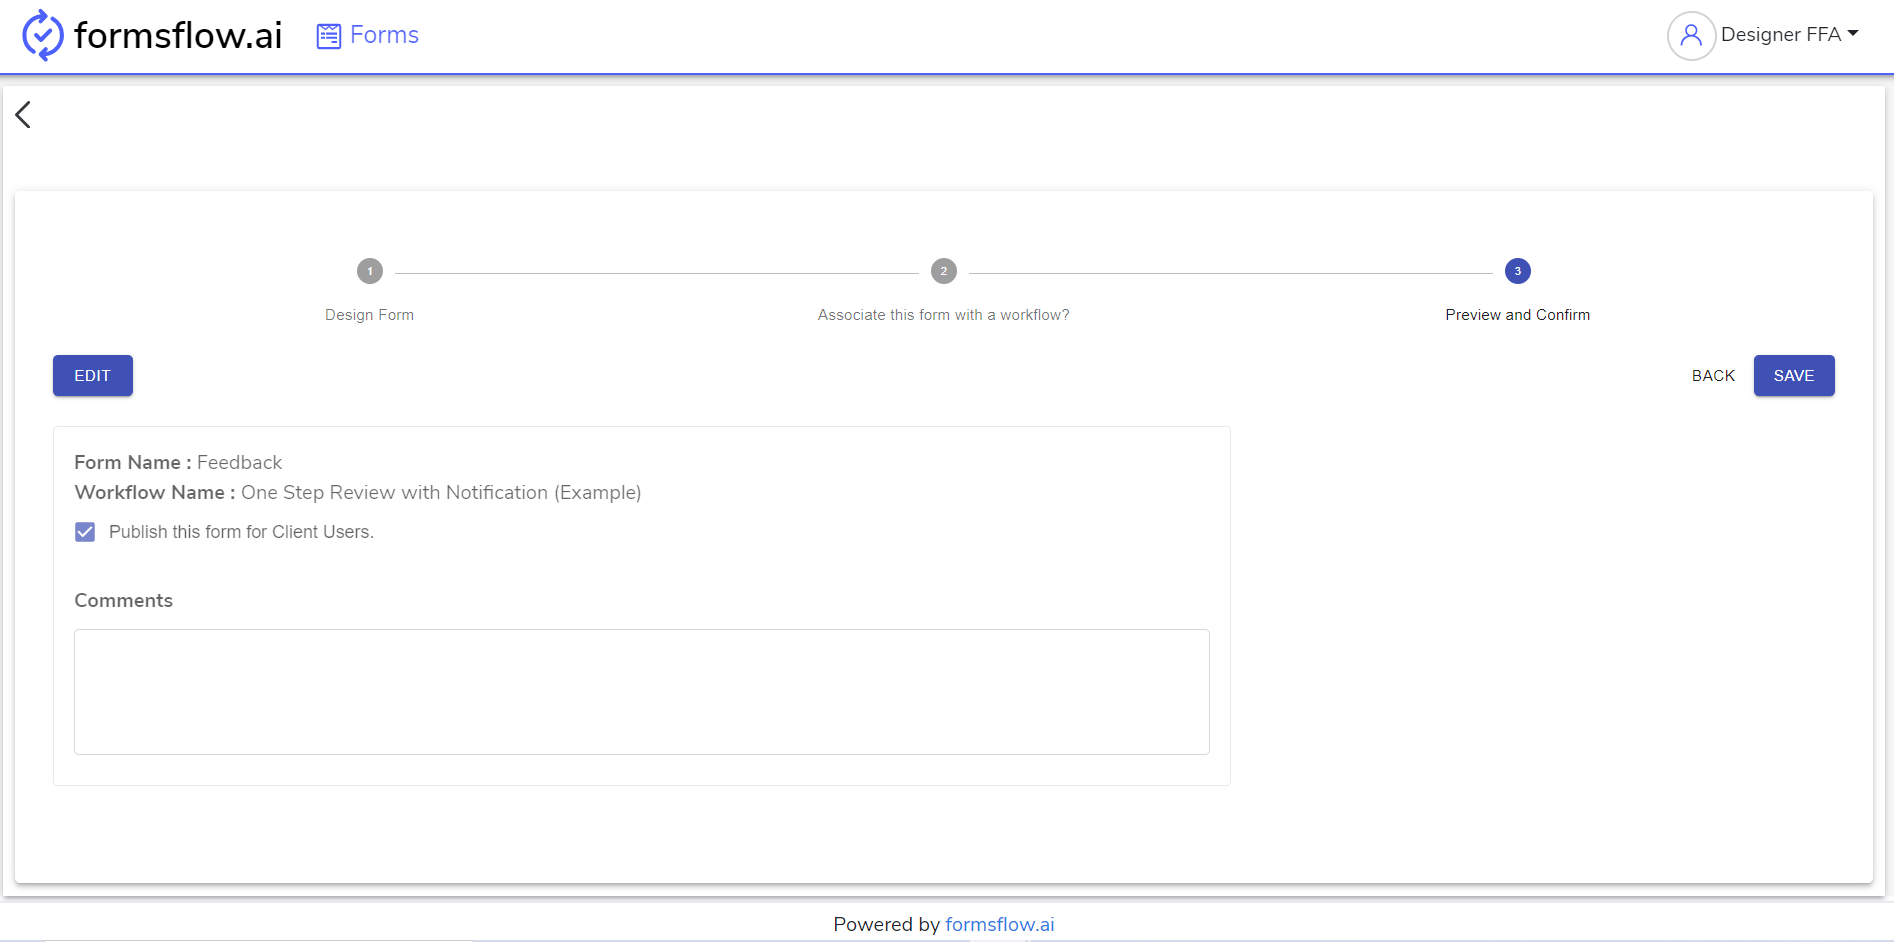 formsflow.ai
Forms
Designer FFA
1
2
3
Design Form
Associate this form with a workflow?
Preview and Confirm
EDIT
BACK
SAVE
Form Name : Feedback
Workflow Name : One Step Review with Notification (Example)
Publish this form for Client Users.
Comments
Powered by formsflow.ai